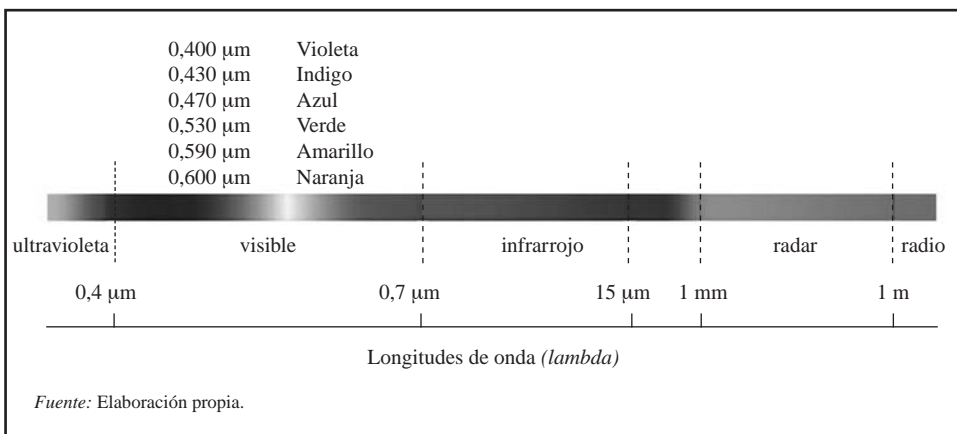 0,400 μm Violeta
0,430 μm Indigo
0,470 μm Azul
0,530 μm Verde
0,590 μm Amarillo
0,600 μm Naranja
ultravioleta visible infrarrojo radar radio
0,4 μm 0,7 μm 15 μm 1 mm 1 m
Longitudes de onda (lambda)
Fuente: Elaboración propia.